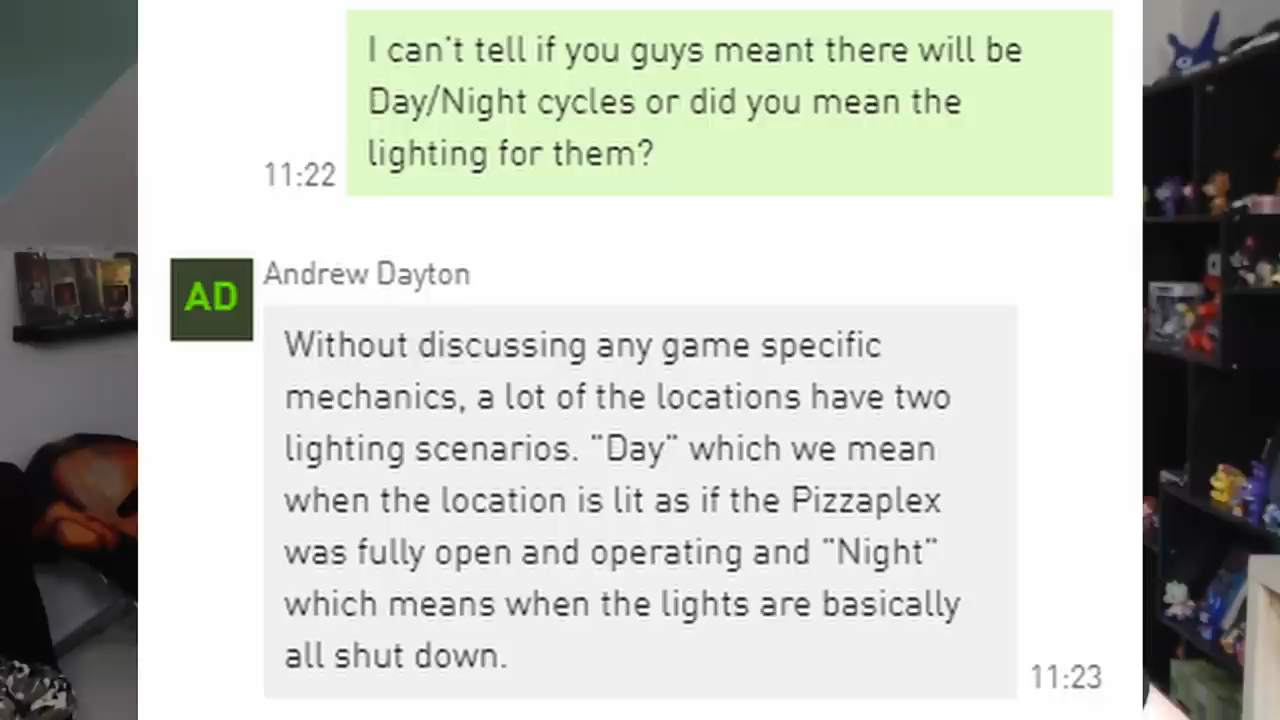 I can't tell if you guys meant there will be
Day/Night cycles or did you mean the
lighting for them?
11:22
AD
Andrew Dayton
Without discussing any game specific
mechanics, a lot of the locations have two
lighting scenarios. "Day" which we mean
when the location is lit as if the Pizzaplex
was fully open and operating and "Night"
which means when the lights are basically
all shut down.
11:23